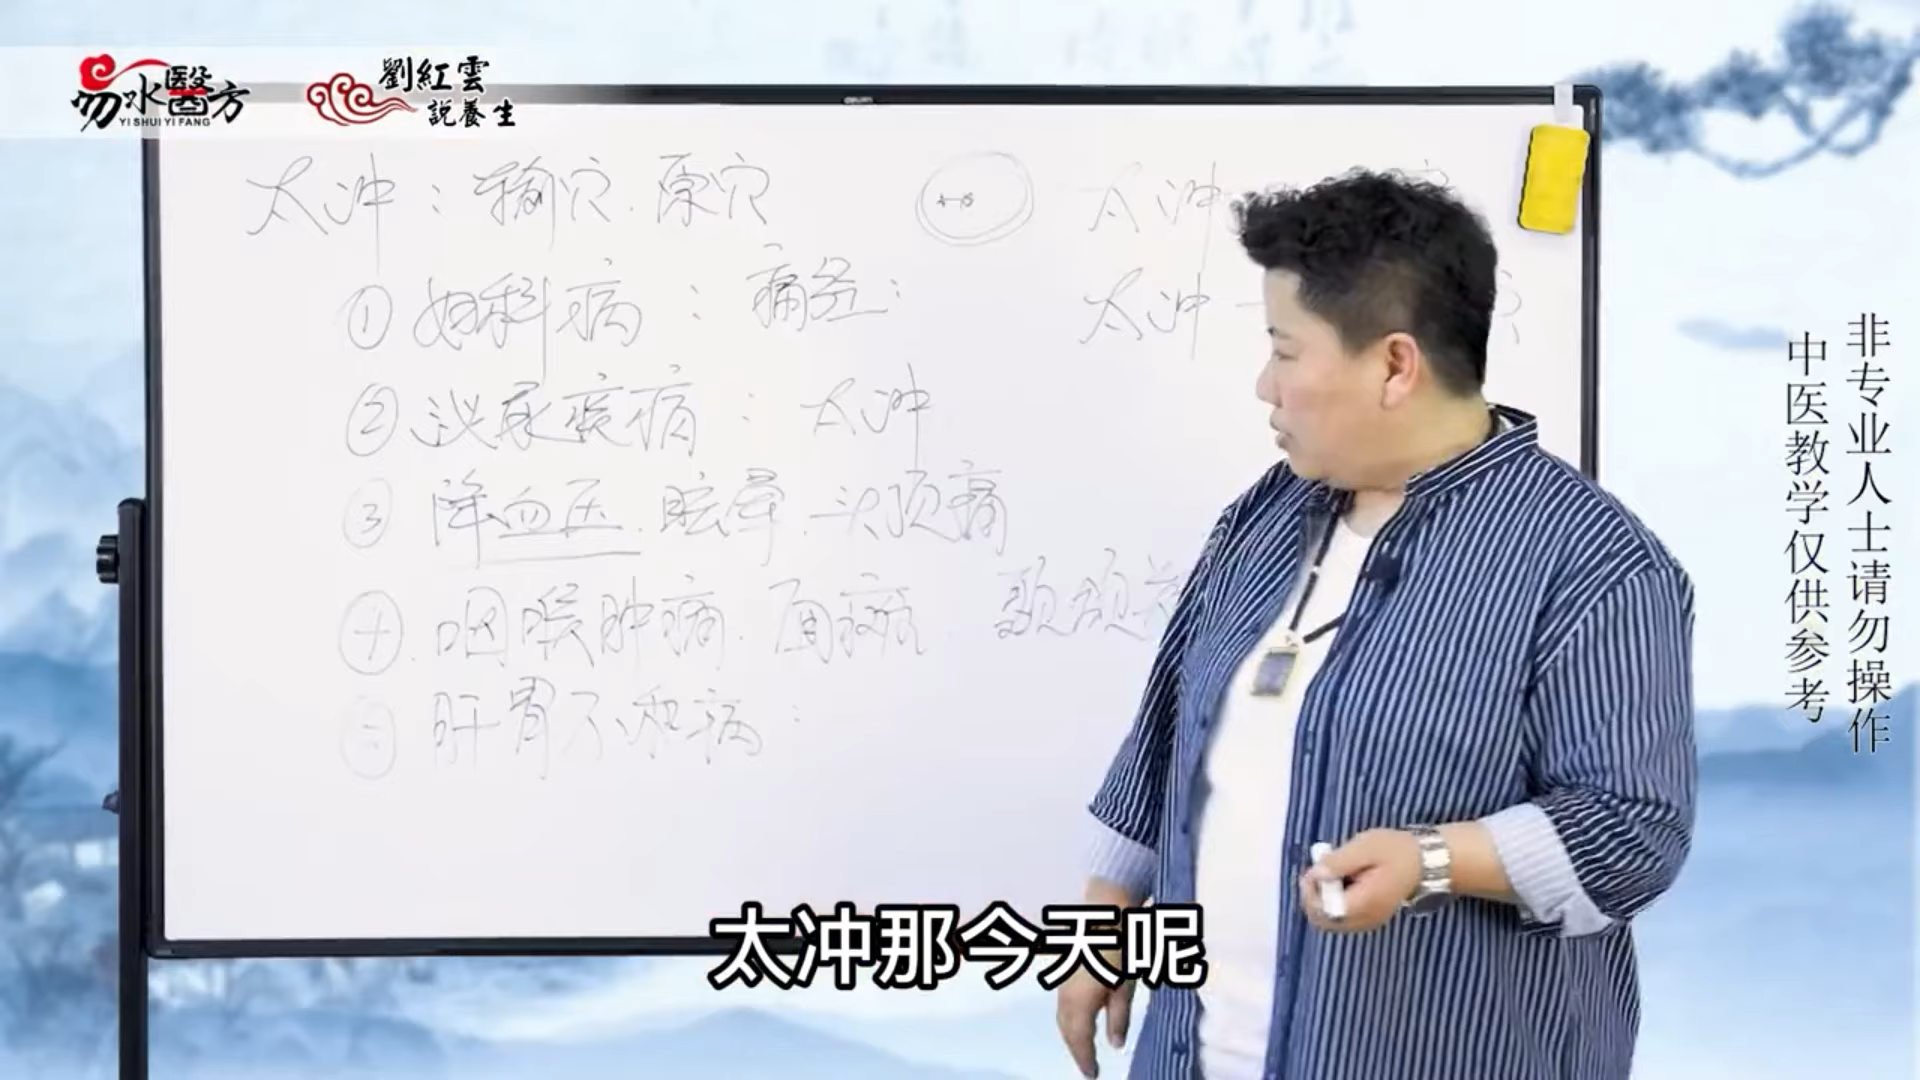 易水醫方
YI SHUI YI FANG
劉紅雲
說養生
太冲：输穴.原穴
太冲
①妇科病：痛经：
太冲
②泌尿疾病：太冲
③降血压.眩晕.头顶痛
④.咽喉肿痛.面痰
⑤肝胃不和病：
非专业人士请勿操作
中医教学仅供参考
太冲那今天呢